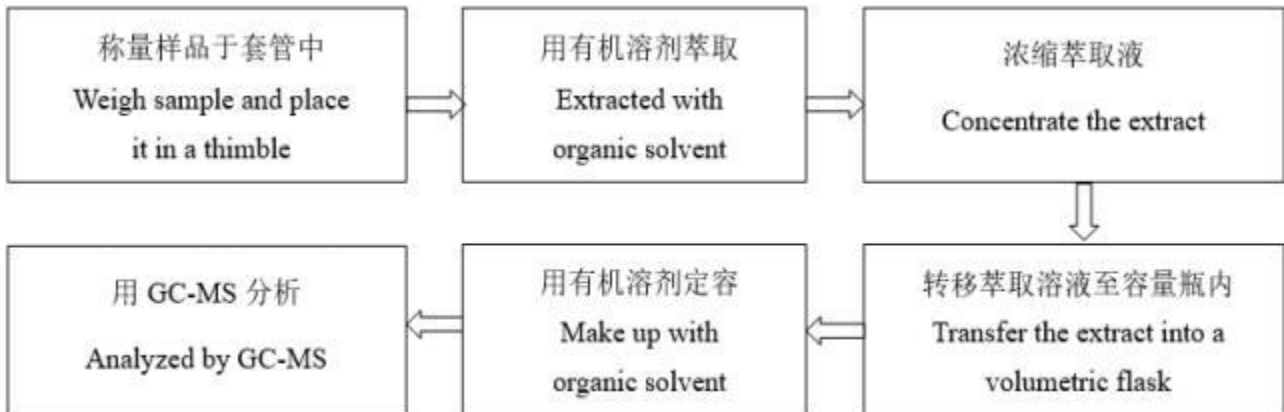 称量样品于套管中
Weigh sample and place
it in a thimble
用有机溶剂萃取
Extracted with
organic solvent
浓缩萃取液
Concentrate the extract
转移萃取溶液至容量瓶内
Transfer the extract into a
volumetric flask
用有机溶剂定容
Make up with
organic solvent
用 GC-MS 分析
Analyzed by GC-MS